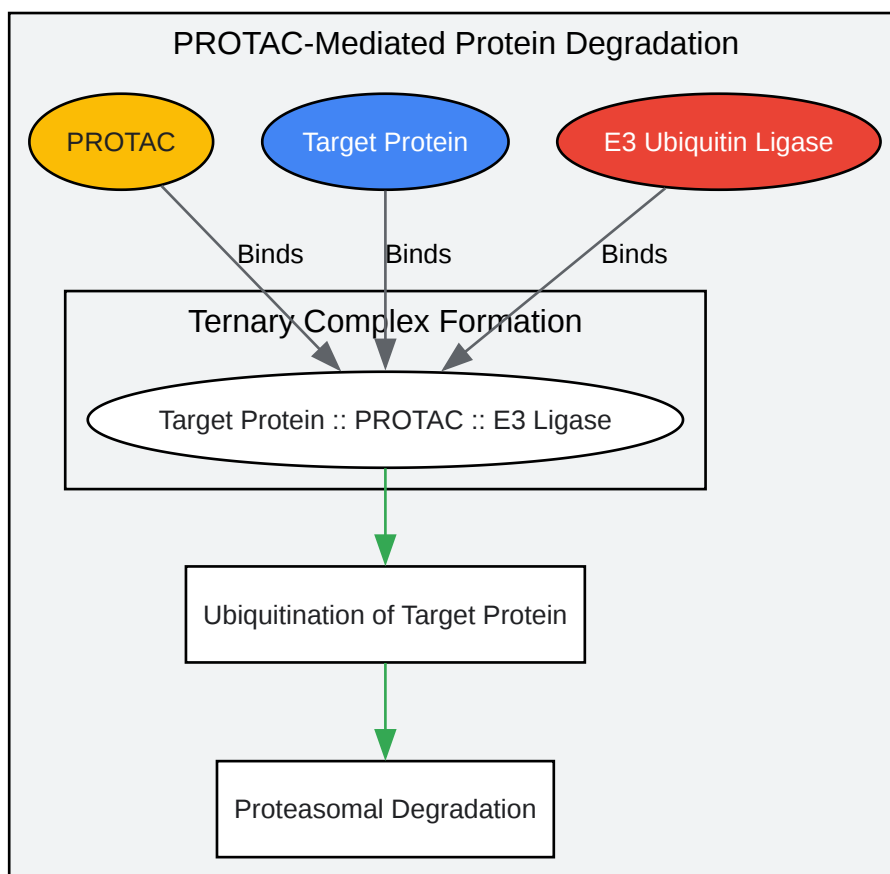 PROTAC-Mediated Protein Degradation
PROTAC
Target Protein
E3 Ubiquitin Ligase
Binds
Binds
Binds
Ternary Complex Formation
Target Protein :: PROTAC :: E3 Ligase
Ubiquitination of Target Protein
Proteasomal Degradation